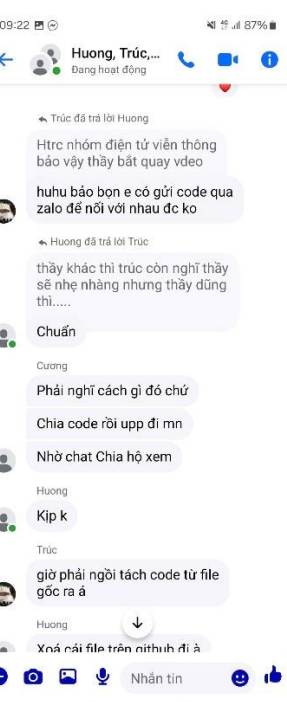 09:22
87%
Huong, Trúc,...
Đang hoạt động
Trúc đã trả lời Huong
Htrc nhóm điện tử viễn thông
bảo vậy thầy bắt quay vdeo
huhu bảo bọn e có gửi code qua
zalo để nối với nhau đc ko
Huong đã trả lời Trúc
thầy khác thì trúc còn nghĩ thầy
sẽ nhẹ nhàng nhưng thầy dũng
thì.....
Chuẩn
Cương
Phải nghĩ cách gì đó chứ
Chia code rồi upp đi mn
Nhờ chat Chia hộ xem
Huong
Kịp k
Trúc
giờ phải ngồi tách code từ file
gốc ra á
Huong
Xoá cái file trên github đi à
Nhắn tin